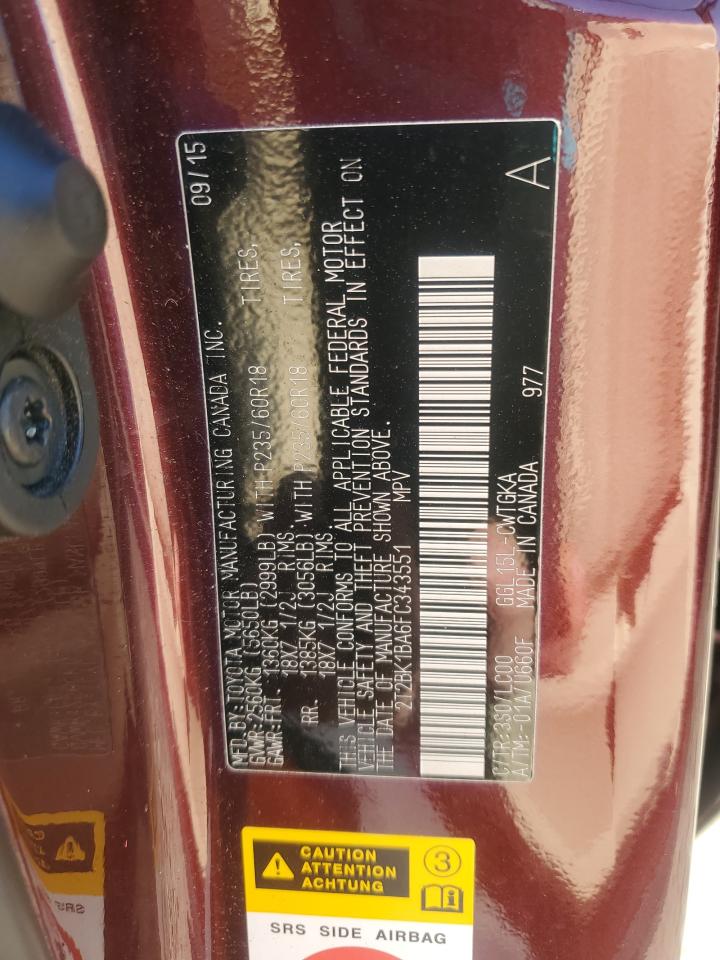 MFD.BY:TOYOTA MOTOR MANUFACTURING CANADA INC. 09/15
GVWR:2560KG (5650LB)
GAWR:FRT. 1360KG (2999LB) WITH P235/60R18 TIRES,
18X7 1/2J RIMS.
RR. 1385KG (3056LB) WITH P235/60R18 TIRES,
18X7 1/2J RIMS.
THIS VEHICLE CONFORMS TO ALL APPLICABLE FEDERAL MOTOR
VEHICLE SAFETY AND THEFT PREVENTION STANDARDS IN EFFECT ON
THE DATE OF MANUFACTURE SHOWN ABOVE.
2T2BK1BA6FC343551 MPV
C/TR:3S0/LC00 GGL15L-CWTGKA 977 A
A/TM:-01A/U660F MADE IN CANADA
CAUTION
ATTENTION
ACHTUNG
3
SRS SIDE AIRBAG